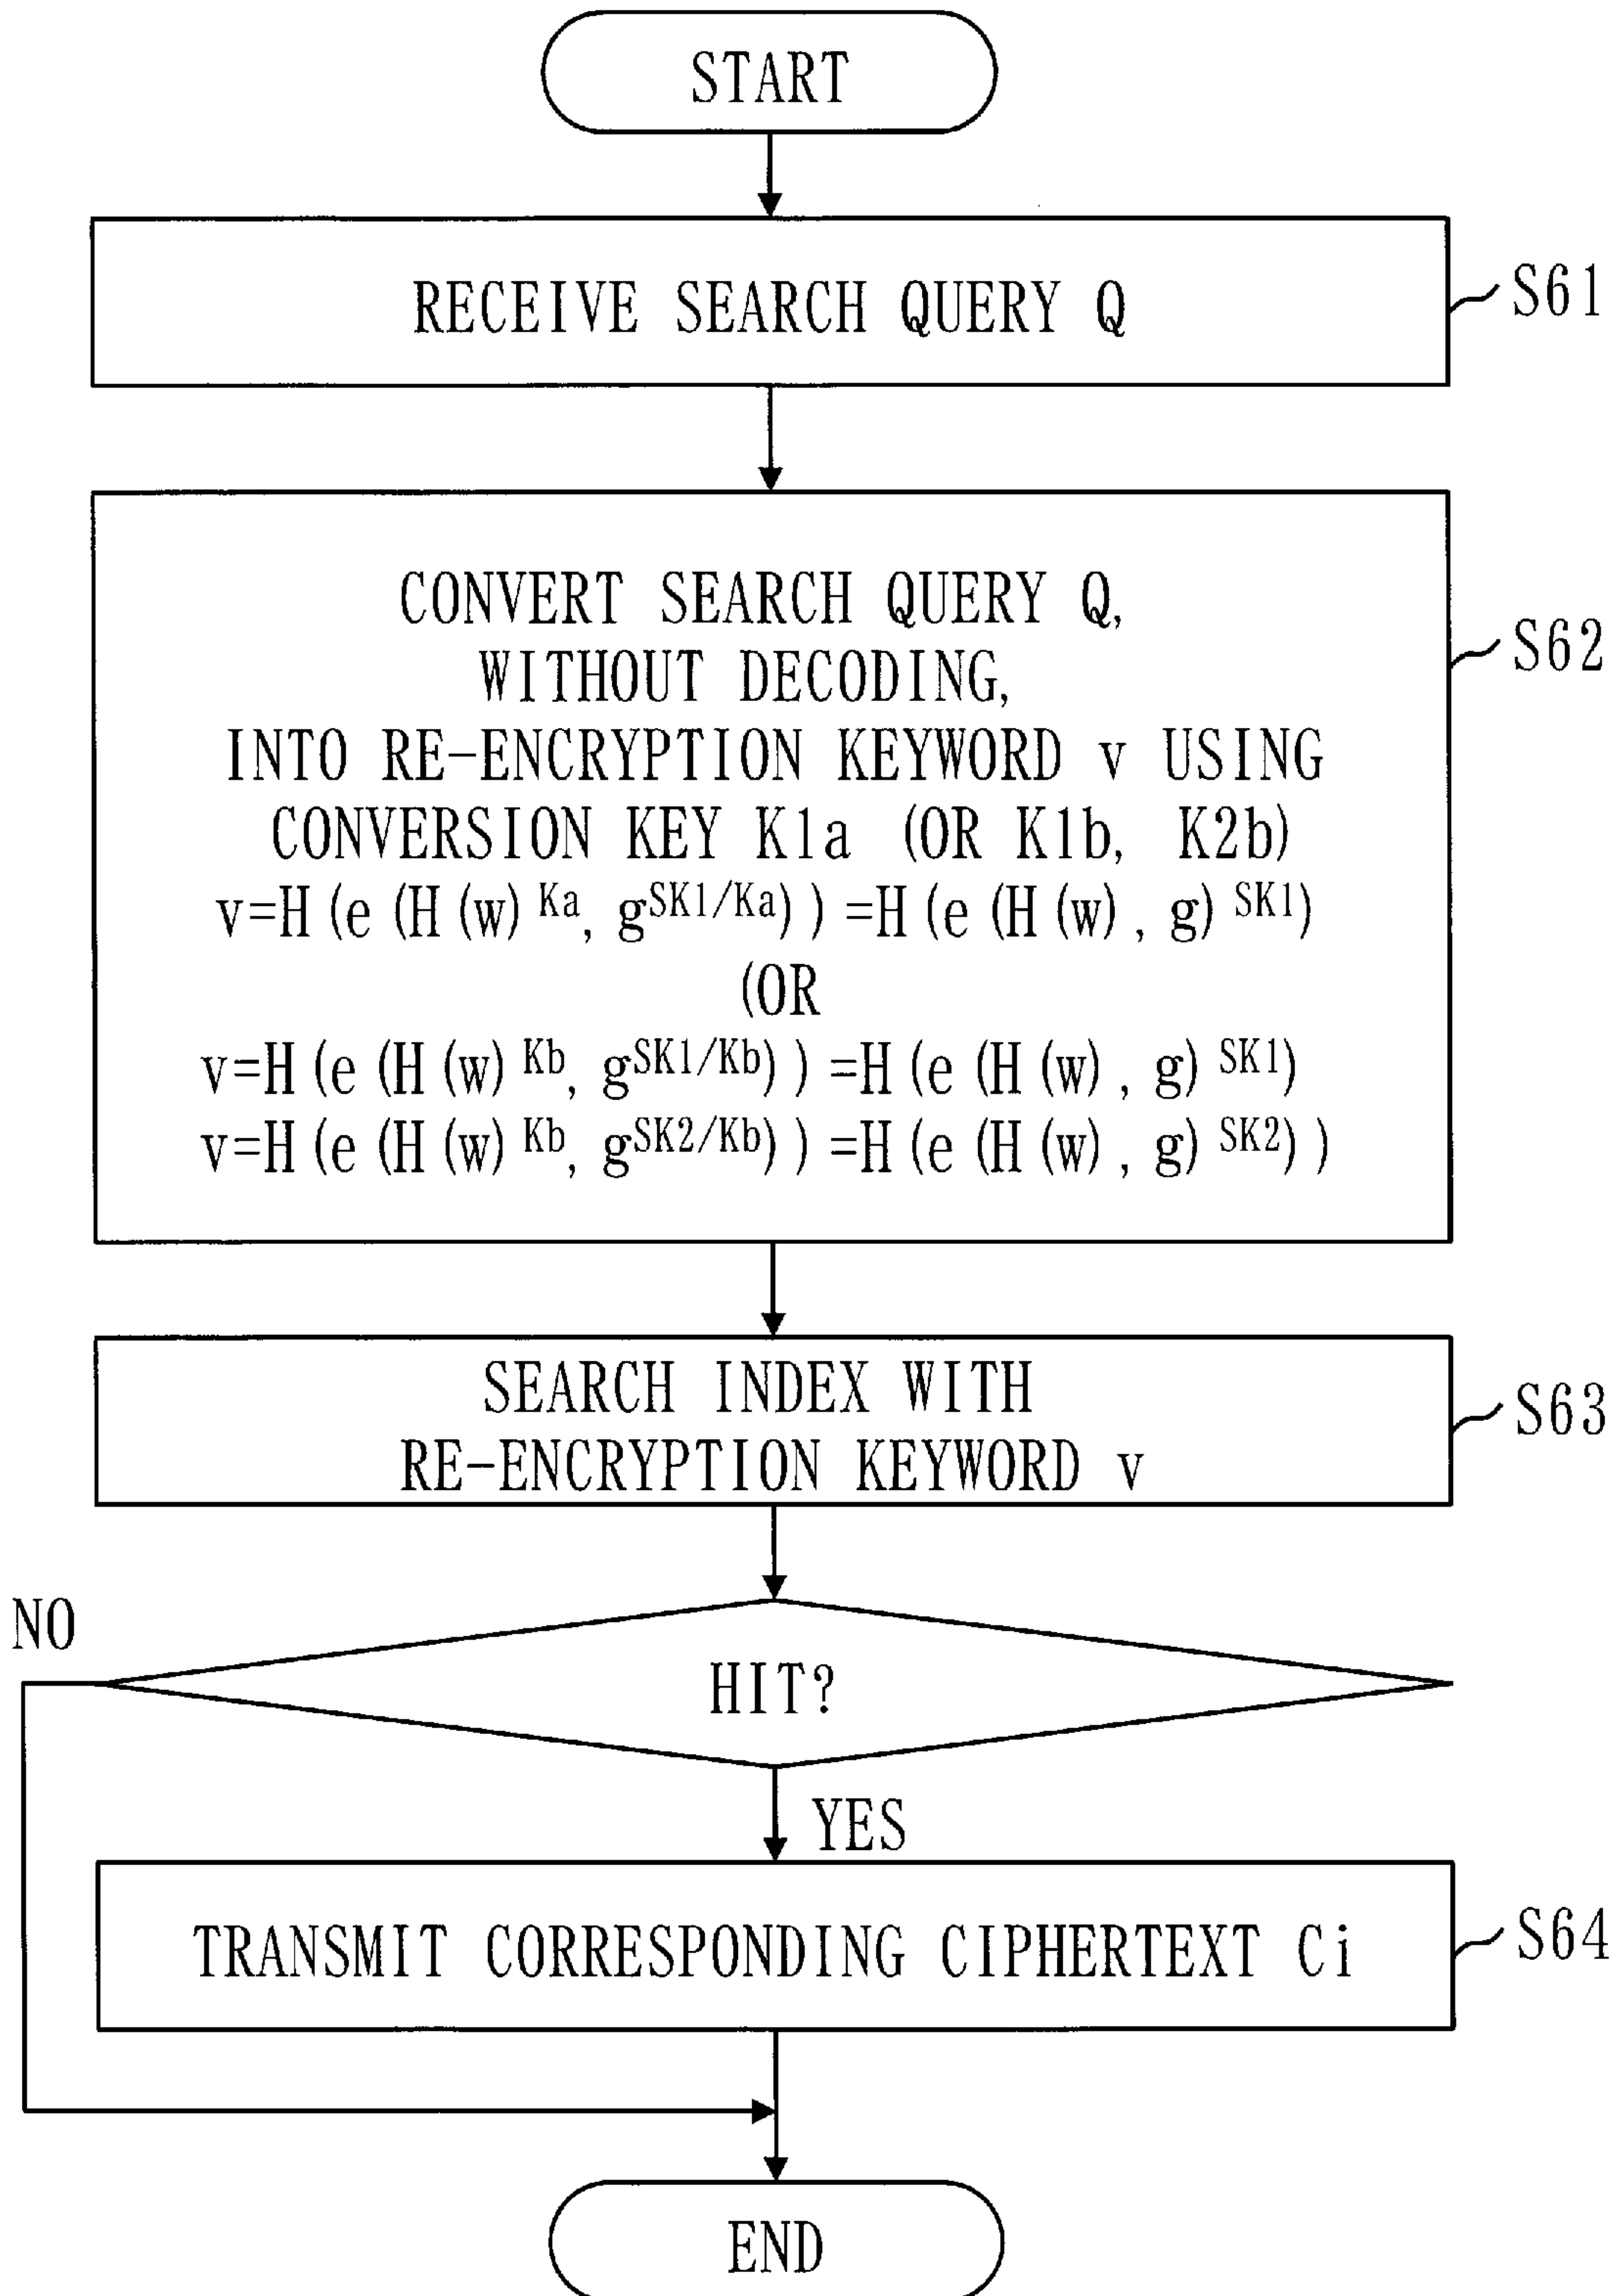 START
RECEIVE SEARCH QUERY Q
S61
CONVERT SEARCH QUERY Q,
WITHOUT DECODING,
INTO RE-ENCRYPTION KEYWORD v USING
CONVERSION KEY K1a (OR K1b, K2b)
v=H(e(H(w)^Ka, g^SK1/Ka))=H(e(H(w), g)^SK1)
(OR
v=H(e(H(w)^Kb, g^SK1/Kb))=H(e(H(w), g)^SK1)
v=H(e(H(w)^Kb, g^SK2/Kb))=H(e(H(w), g)^SK2))
S62
SEARCH INDEX WITH
RE-ENCRYPTION KEYWORD v
S63
NO
HIT?
YES
TRANSMIT CORRESPONDING CIPHERTEXT Ci
S64
END